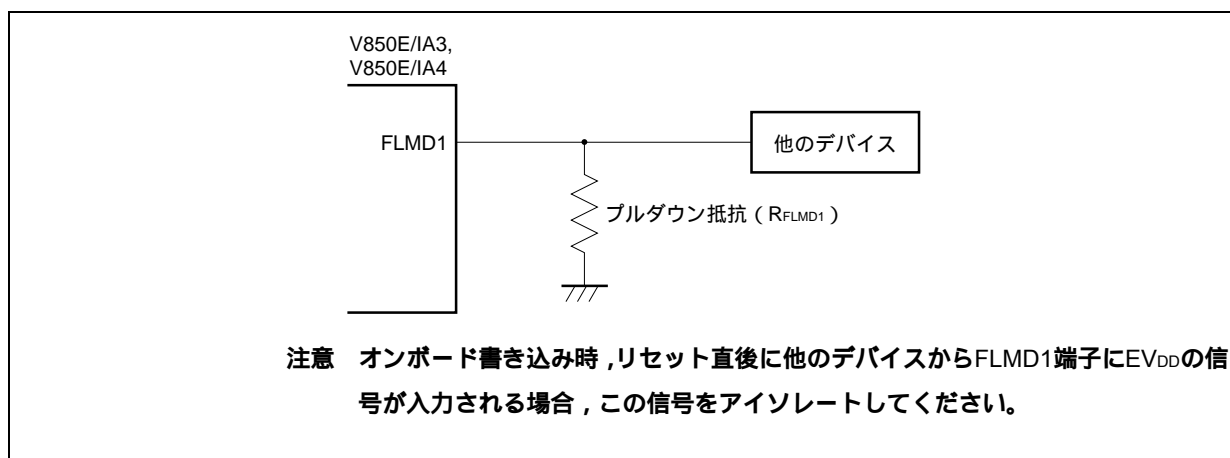 V850E/IA3,
V850E/IA4
FLMD1
他のデバイス
プルダウン抵抗（RFLMD1）
注意 オンボード書き込み時，リセット直後に他のデバイスからFLMD1端子にEVDDの信
号が入力される場合，この信号をアイソレートしてください。